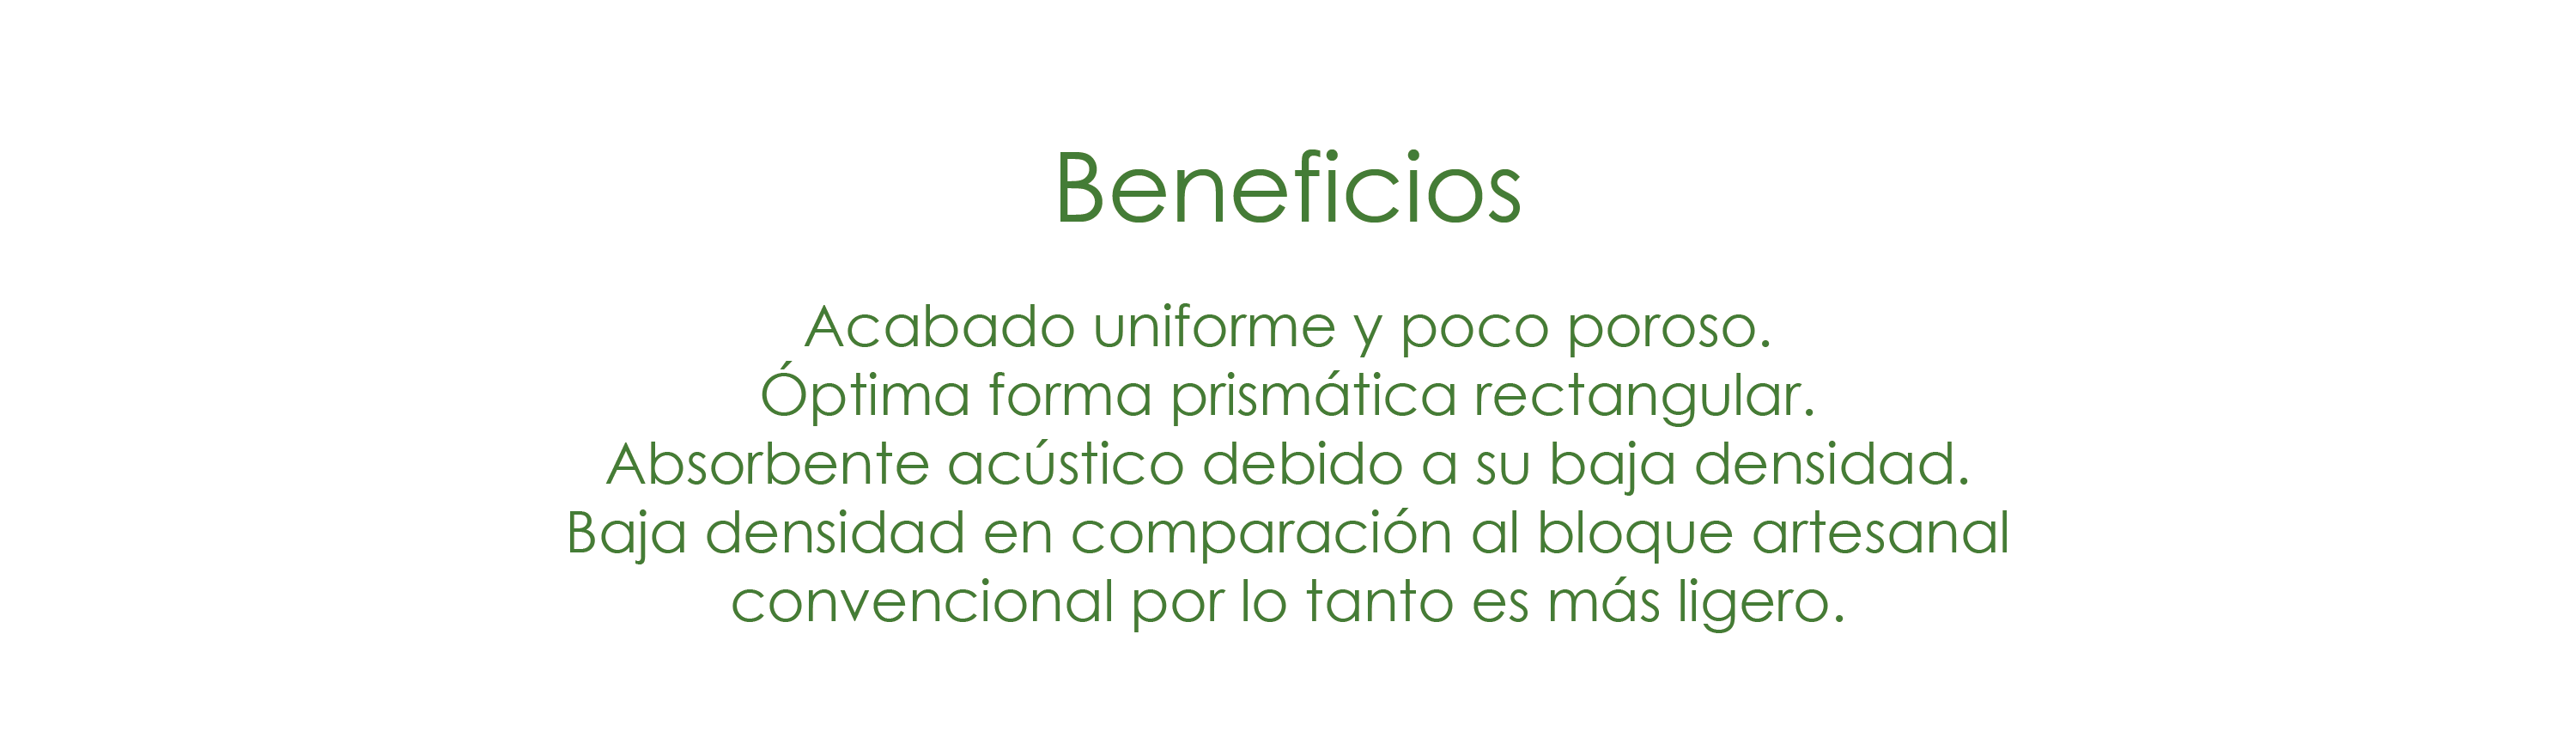 Beneficios
Acabado uniforme y poco poroso.
Óptima forma prismática rectangular.
Absorbente acústico debido a su baja densidad.
Baja densidad en comparación al bloque artesanal
convencional por lo tanto es más ligero.